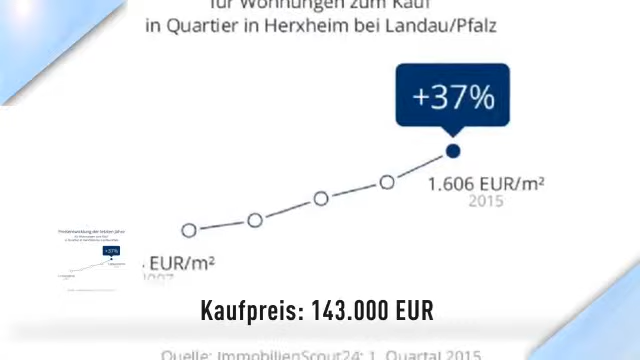 für Wohnungen zum Kauf
in Quartier in Herxheim bei Landau/Pfalz
+37%
1.606 EUR/m²
2015
EUR/m²
+37%
Kaufpreis: 143.000 EUR
Quelle: ImmobilienScout24: 1. Quartal 2015